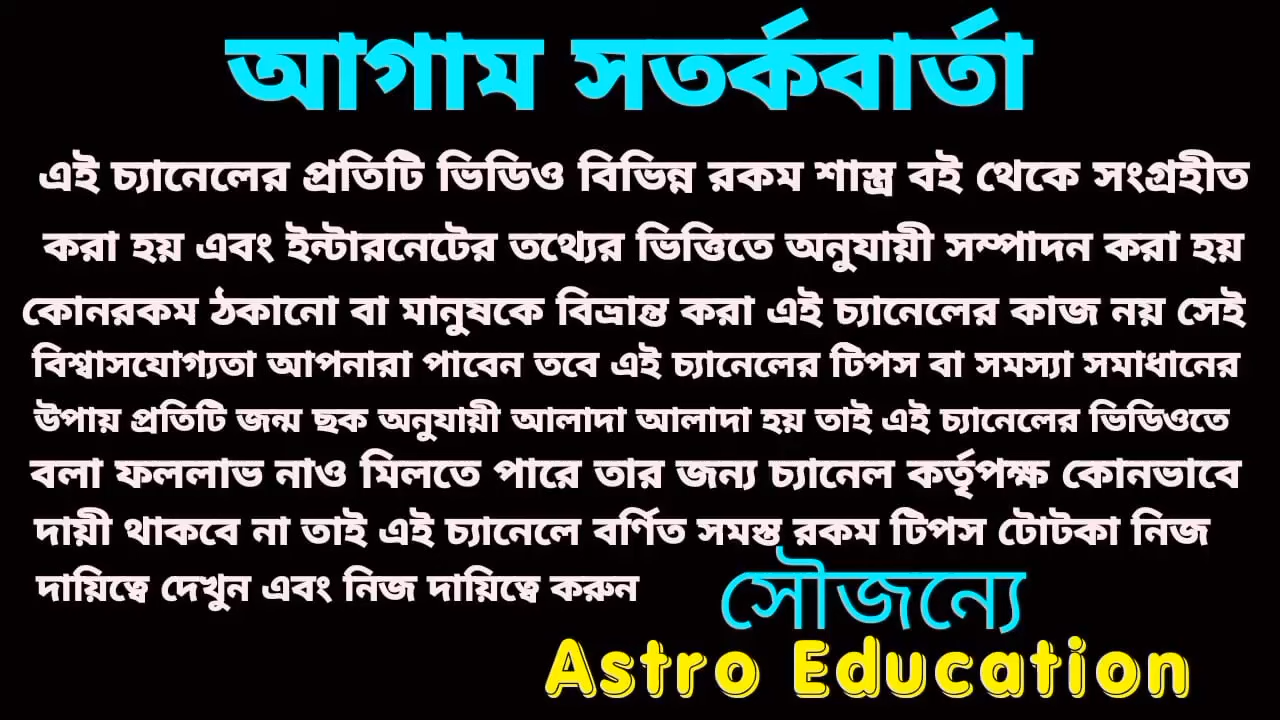 আগাম সতর্কবার্তা
এই চ্যানেলের প্রতিটি ভিডিও বিভিন্ন রকম শাস্ত্র বই থেকে সংগ্রহীত
করা হয় এবং ইন্টারনেটের তথ্যের ভিত্তিতে অনুযায়ী সম্পাদন করা হয়
কোনরকম ঠকানো বা মানুষকে বিভ্রান্ত করা এই চ্যানেলের কাজ নয় সেই
বিশ্বাসযোগ্যতা আপনারা পাবেন তবে এই চ্যানেলের টিপস বা সমস্যা সমাধানের
উপায় প্রতিটি জন্ম ছক অনুযায়ী আলাদা আলাদা হয় তাই এই চ্যানেলের ভিডিওতে
বলা ফললাভ নাও মিলতে পারে তার জন্য চ্যানেল কর্তৃপক্ষ কোনভাবে
দায়ী থাকবে না তাই এই চ্যানেলে বর্ণিত সমস্ত রকম টিপস টোটকা নিজ
দায়িত্বে দেখুন এবং নিজ দায়িত্বে করুন
সৌজন্যে
Astro Education